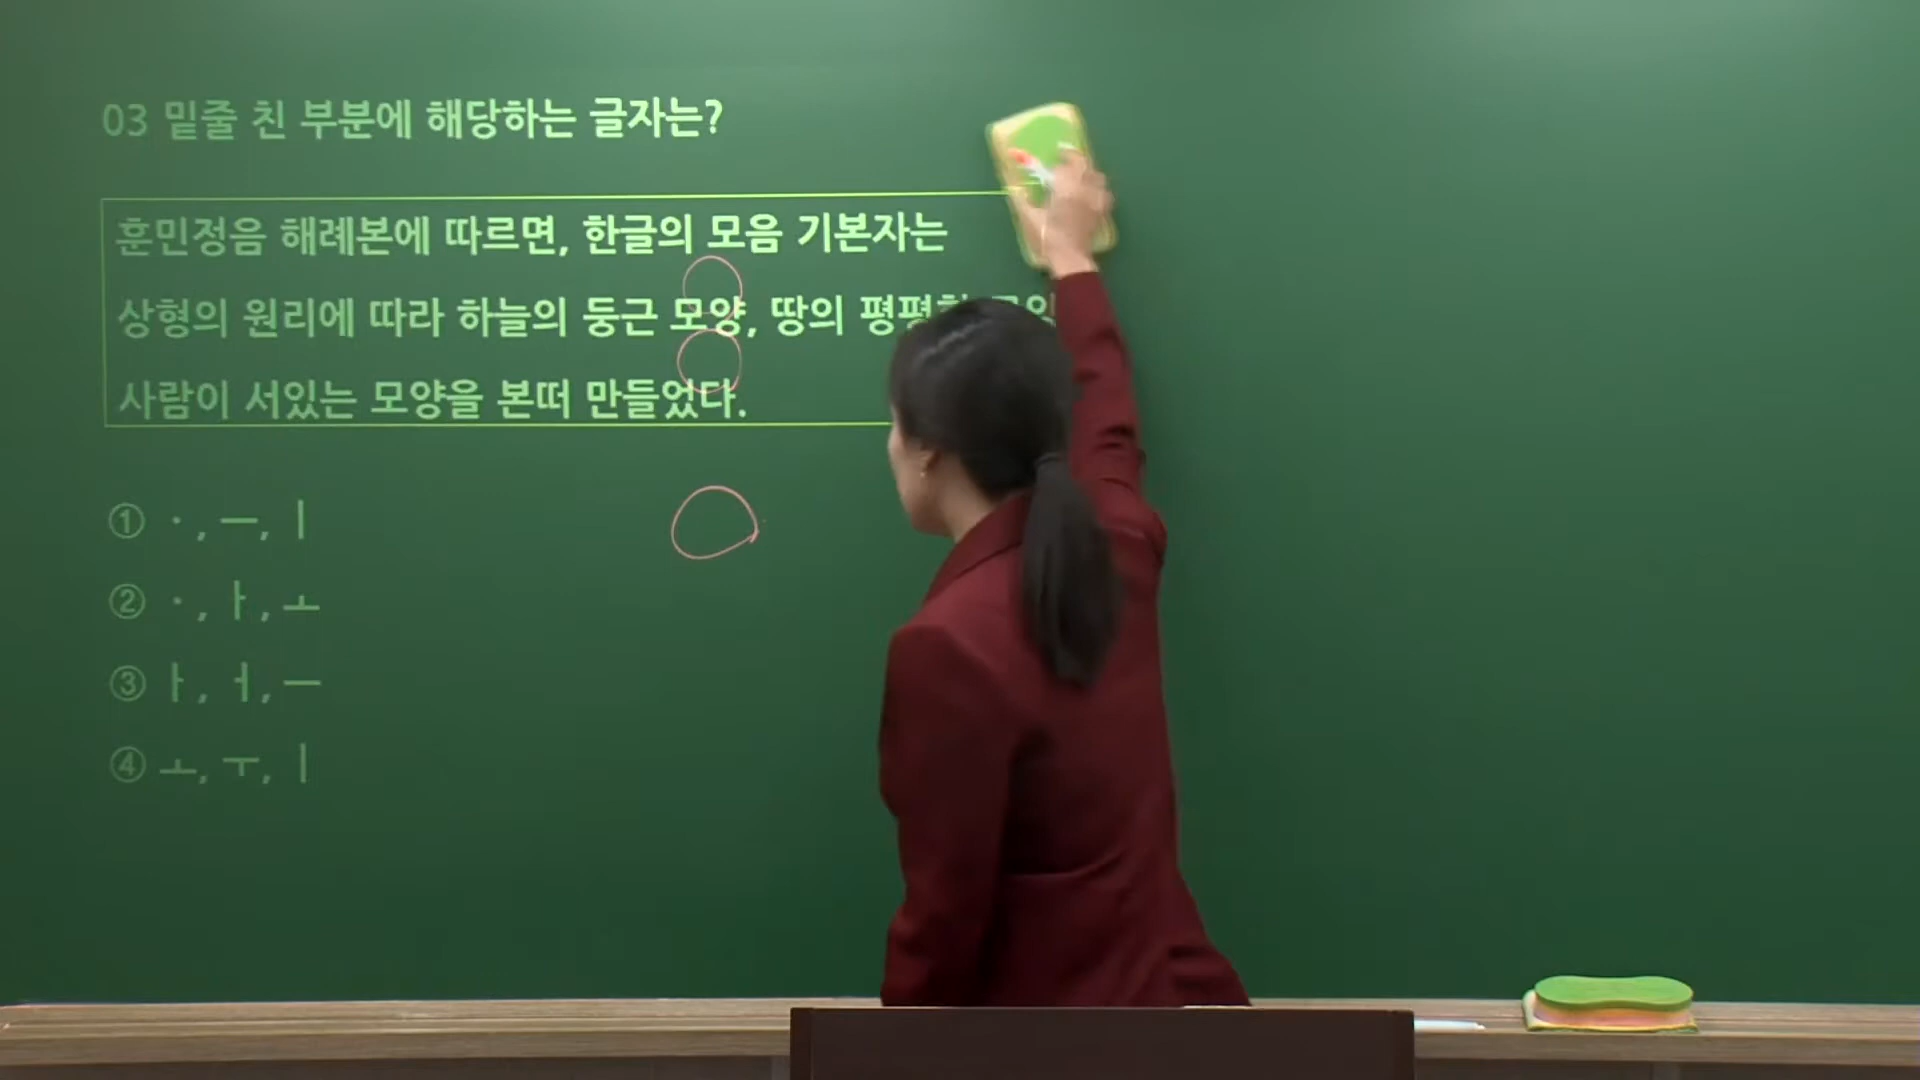 03 밑줄 친 부분에 해당하는 글자는?
훈민정음 해례본에 따르면, 한글의 모음 기본자는
상형의 원리에 따라 하늘의 둥근 모양, 땅의
사람이 서있는 모양을 본떠 만들었다.
① ㆍ, ㅡ, ㅣ
② ㆍ, ㅏ, ㅗ
③ ㅏ, ㅓ, ㅡ
④ ㅗ, ㅜ, ㅣ